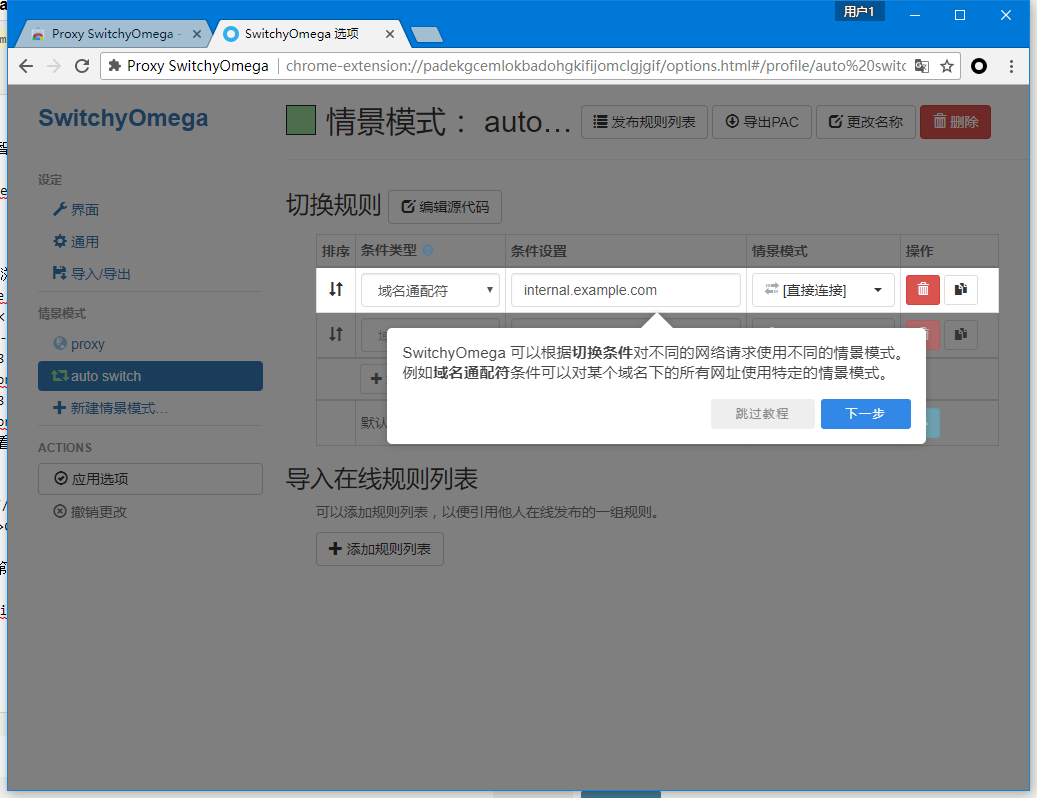 用户1
Proxy SwitchyOmega -
SwitchyOmega 选项
Proxy SwitchyOmega
chrome-extension://padekgcemlokbadohgkifijomclgjgif/options.html#/profile/auto%20switc
SwitchyOmega
情景模式： auto…
发布规则列表
导出PAC
更改名称
删除
设定
界面
通用
导入/导出
情景模式
proxy
auto switch
新建情景模式…
ACTIONS
应用选项
撤销更改
切换规则
编辑源代码
排序 条件类型 条件设置 情景模式 操作
域名通配符 internal.example.com [直接连接]
SwitchyOmega 可以根据切换条件对不同的网络请求使用不同的情景模式。
例如域名通配符条件可以对某个域名下的所有网址使用特定的情景模式。
跳过教程 下一步
默认
导入在线规则列表
可以添加规则列表，以便引用他人在线发布的一组规则。
添加规则列表